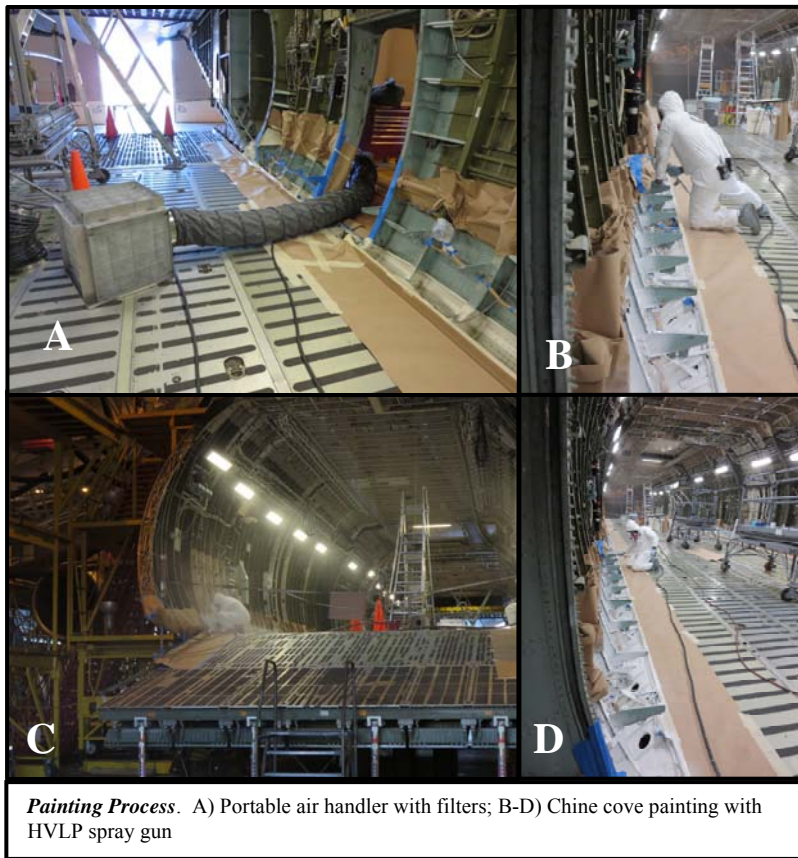 A
B
C
D
Painting Process. A) Portable air handler with filters; B-D) Chine cove painting with
HVLP spray gun